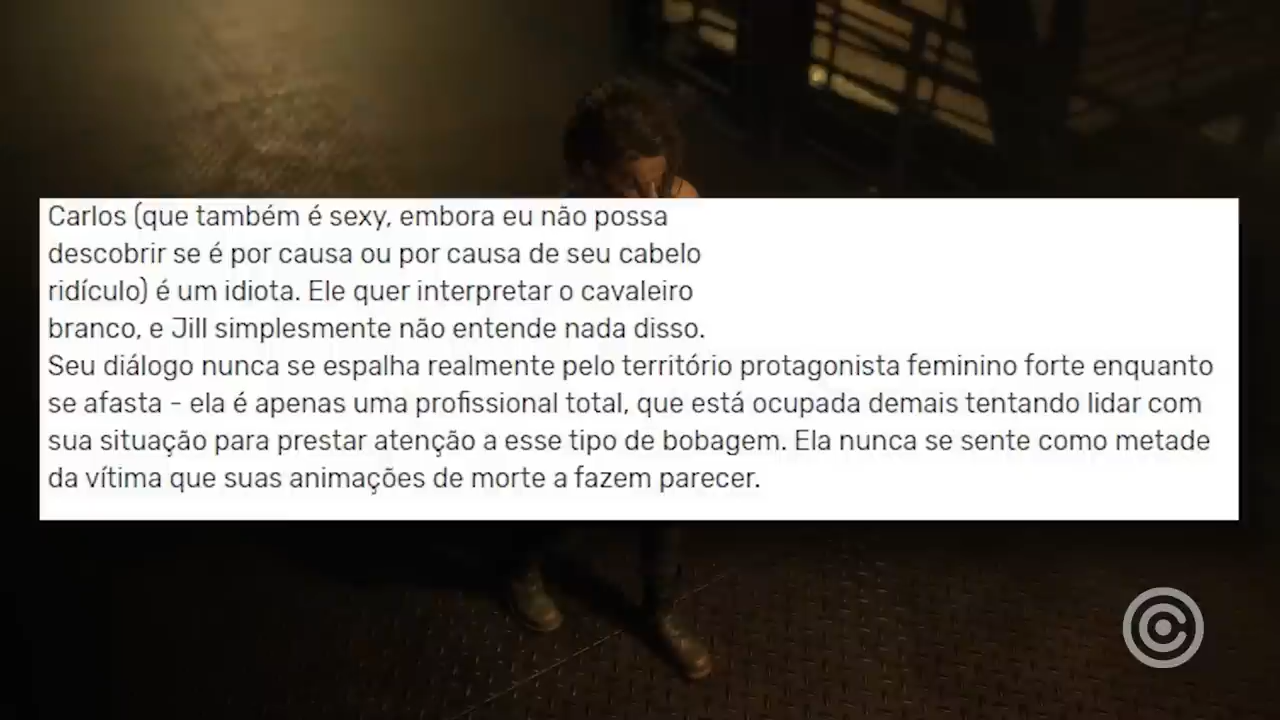 Carlos (que também é sexy, embora eu não possa
descobrir se é por causa ou por causa de seu cabelo
ridículo) é um idiota. Ele quer interpretar o cavaleiro
branco, e Jill simplesmente não entende nada disso.
Seu diálogo nunca se espalha realmente pelo território protagonista feminino forte enquanto
se afasta - ela é apenas uma profissional total, que está ocupada demais tentando lidar com
sua situação para prestar atenção a esse tipo de bobagem. Ela nunca se sente como metade
da vítima que suas animações de morte a fazem parecer.